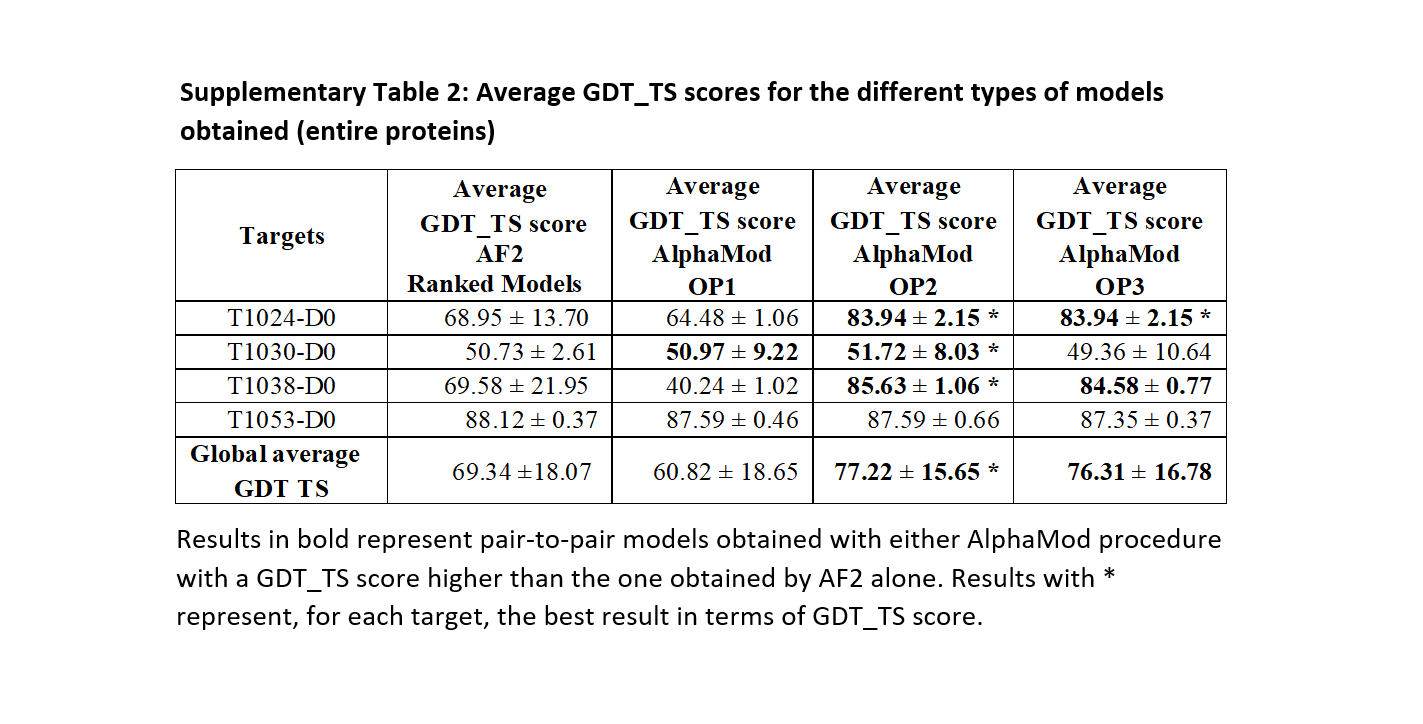 Supplementary Table 2: Average GDT_TS scores for the different types of models
obtained (entire proteins)
Targets
Average
GDT_TS score
AF2
Ranked Models
Average
GDT_TS score
AlphaMod
OP1
Average
GDT_TS score
AlphaMod
OP2
Average
GDT_TS score
AlphaMod
OP3
T1024-D0 68.95 ± 13.70 64.48 ± 1.06 83.94 ± 2.15 * 83.94 ± 2.15 *
T1030-D0 50.73 ± 2.61 50.97 ± 9.22 51.72 ± 8.03 * 49.36 ± 10.64
T1038-D0 69.58 ± 21.95 40.24 ± 1.02 85.63 ± 1.06 * 84.58 ± 0.77
T1053-D0 88.12 ± 0.37 87.59 ± 0.46 87.59 ± 0.66 87.35 ± 0.37
Global average
GDT TS
69.34 ±18.07 60.82 ± 18.65 77.22 ± 15.65 * 76.31 ± 16.78
Results in bold represent pair-to-pair models obtained with either AlphaMod procedure
with a GDT_TS score higher than the one obtained by AF2 alone. Results with *
represent, for each target, the best result in terms of GDT_TS score.